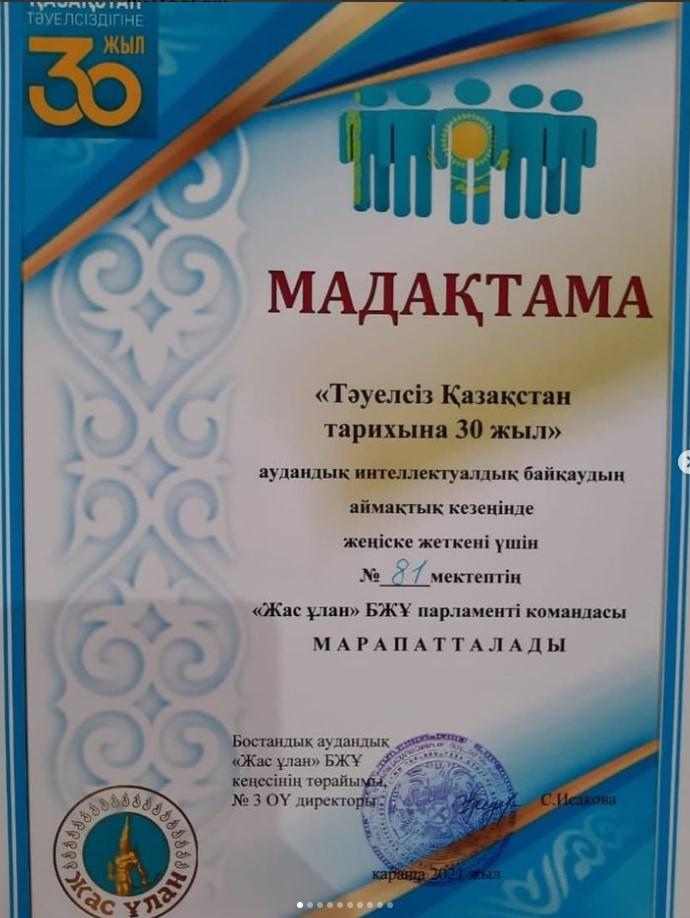 ҚАЗАҚСТАН
ТӘУЕЛСІЗДІГІНЕ
30 ЖЫЛ
МАДАҚТАМА
«Тәуелсіз Қазақстан
тарихына 30 жыл»
аудандық интеллектуалдық байқаудың
аймақтық кезеңінде
жеңіске жеткені үшін
№ 81 мектептің
«Жас ұлан» БЖҰ парламенті командасы
МАРАПАТТАЛАДЫ
Бостандық аудандық
«Жас ұлан» БЖҰ
кеңесінің төрайымы,
№ 3 ОҮ директоры С.Исакова
қараша 2021 жыл
Жас ұлан